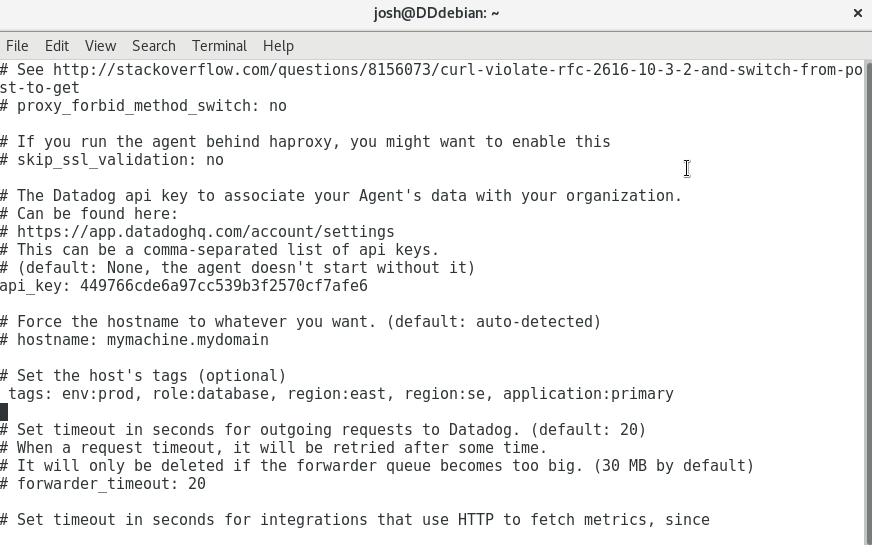 josh@DDdebian: ~
File Edit View Search Terminal Help
# See http://stackoverflow.com/questions/8156073/curl-violate-rfc-2616-10-3-2-and-switch-from-po
st-to-get
# proxy_forbid_method_switch: no
# If you run the agent behind haproxy, you might want to enable this
# skip_ssl_validation: no
# The Datadog api key to associate your Agent's data with your organization.
# Can be found here:
# https://app.datadoghq.com/account/settings
# This can be a comma-separated list of api keys.
# (default: None, the agent doesn't start without it)
api_key: 449766cde6a97cc539b3f2570cf7afe6
# Force the hostname to whatever you want. (default: auto-detected)
# hostname: mymachine.mydomain
# Set the host's tags (optional)
tags: env:prod, role:database, region:east, region:se, application:primary
# Set timeout in seconds for outgoing requests to Datadog. (default: 20)
# When a request timeout, it will be retried after some time.
# It will only be deleted if the forwarder queue becomes too big. (30 MB by default)
# forwarder_timeout: 20
# Set timeout in seconds for integrations that use HTTP to fetch metrics, since